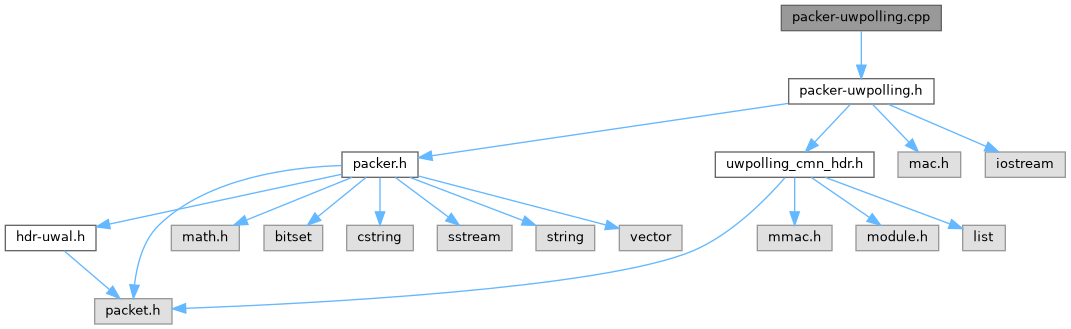 packer-uwpolling.cpp
packer-uwpolling.h
packer.h
uwpolling_cmn_hdr.h
mac.h
iostream
hdr-uwal.h
math.h
bitset
cstring
sstream
string
vector
mmac.h
module.h
list
packet.h